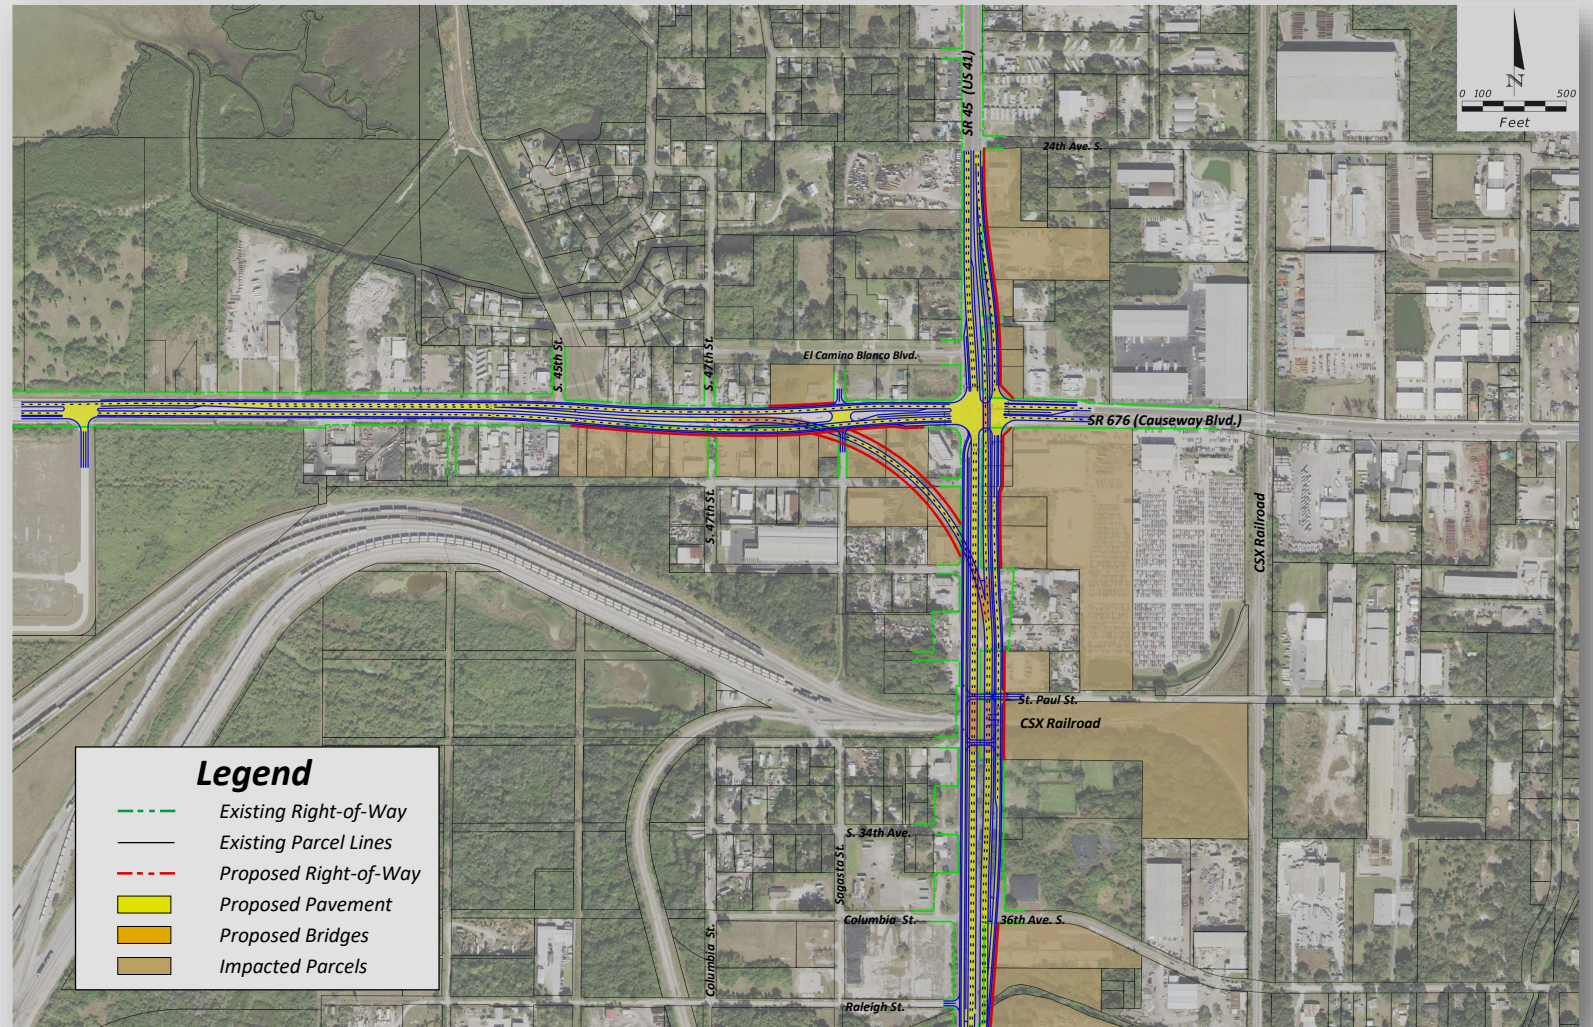 SR 45 (US 41)
N
0 100 500
Feet
24th Ave. S.
S. 45th St.
S. 47th St.
El Camino Blanco Blvd.
SR 676 (Causeway Blvd.)
S. 47th St.
CSX Railroad
St. Paul St.
CSX Railroad
Legend
Existing Right-of-Way
Existing Parcel Lines
Proposed Right-of-Way
Proposed Pavement
Proposed Bridges
Impacted Parcels
S. 34th Ave.
Sagasta St.
Columbia St.
36th Ave. S.
Columbia St.
Raleigh St.